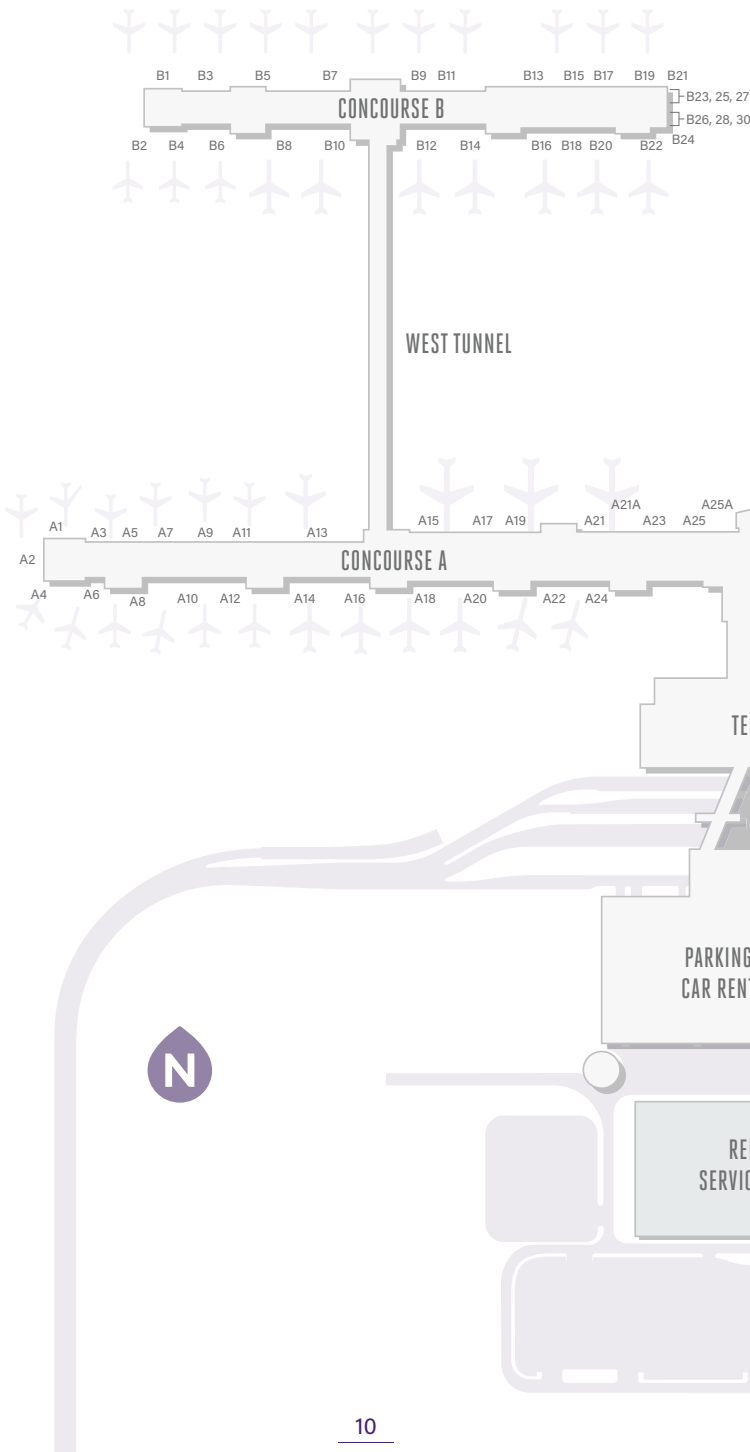 B1 B3 B5 B7 B9 B11 B13 B15 B17 B19 B21
B23, 25, 27
CONCOURSE B
B26, 28, 30
B2 B4 B6 B8 B10 B12 B14 B16 B18 B20 B22 B24
WEST TUNNEL
A21A A25A
A1 A3 A5 A7 A9 A11 A13 A15 A17 A19 A21 A23 A25
A2
CONCOURSE A
A4 A6 A8 A10 A12 A14 A16 A18 A20 A22 A24
TE
PARKING
CAR RENT
N
RE
SERVIC
10